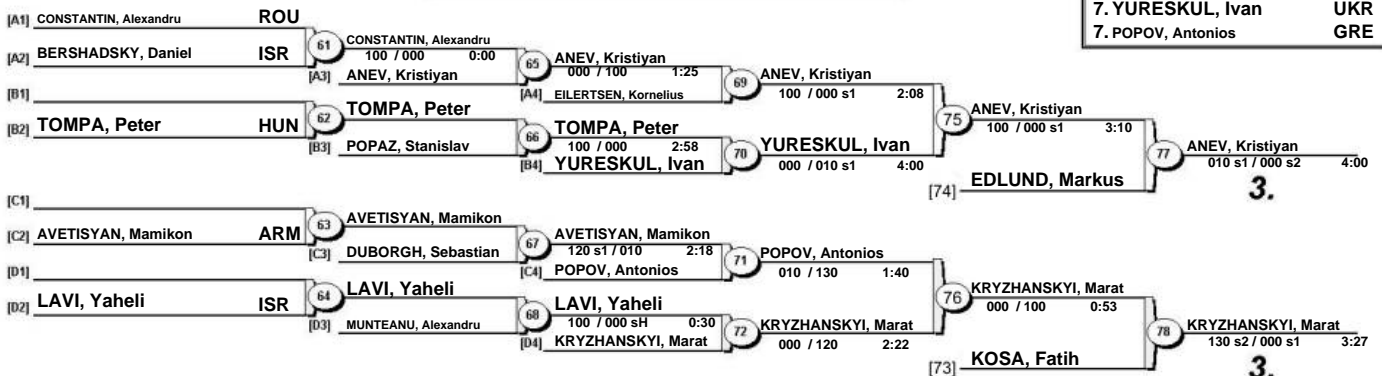 7. YURESKUL, Ivan UKR
7. POPOV, Antonios GRE
[A1] CONSTANTIN, Alexandru ROU
[A2] BERSHADSKY, Daniel ISR
61
CONSTANTIN, Alexandru
100 / 000 0:00
[A3] ANEV, Kristiyan
65
ANEV, Kristiyan
000 / 100 1:25
[A4] EILERTSEN, Kornelius
69
ANEV, Kristiyan
100 / 000 s1 2:08
[B1]
[B2] TOMPA, Peter HUN
62
TOMPA, Peter
[B3] POPAZ, Stanislav
66
TOMPA, Peter
100 / 000 2:58
[B4] YURESKUL, Ivan
70
YURESKUL, Ivan
000 / 010 s1 4:00
75
ANEV, Kristiyan
100 / 000 s1 3:10
[74] EDLUND, Markus
77
ANEV, Kristiyan
010 s1 / 000 s2 4:00
3.
[C1]
[C2] AVETISYAN, Mamikon ARM
63
AVETISYAN, Mamikon
[C3] DUBORGH, Sebastian
67
AVETISYAN, Mamikon
120 s1 / 010 2:18
[C4] POPOV, Antonios
71
POPOV, Antonios
010 / 130 1:40
[D1]
[D2] LAVI, Yaheli ISR
64
LAVI, Yaheli
[D3] MUNTEANU, Alexandru
68
LAVI, Yaheli
100 / 000 sH 0:30
[D4] KRYZHANSKYI, Marat
72
KRYZHANSKYI, Marat
000 / 120 2:22
76
KRYZHANSKYI, Marat
000 / 100 0:53
[73] KOSA, Fatih
78
KRYZHANSKYI, Marat
130 s2 / 000 s1 3:27
3.